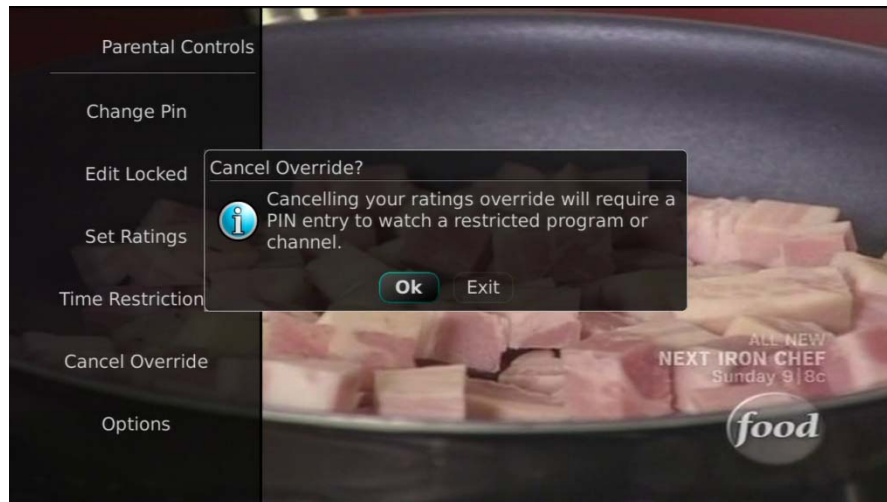 Parental Controls
Change Pin
Edit Locked
Set Ratings
Time Restriction
Cancel Override
Options
Cancel Override?
Cancelling your ratings override will require a
PIN entry to watch a restricted program or
channel.
Ok
Exit
ALL NEW
NEXT IRON CHEF
Sunday 9|8c
food